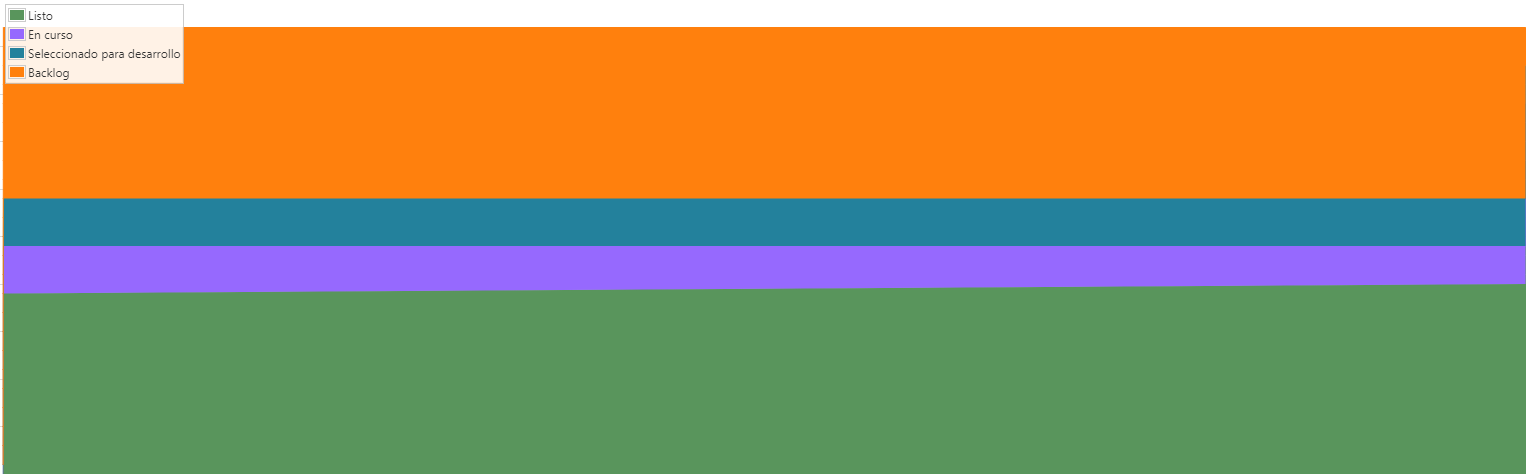 Listo
En curso
Seleccionado para desarrollo
Backlog